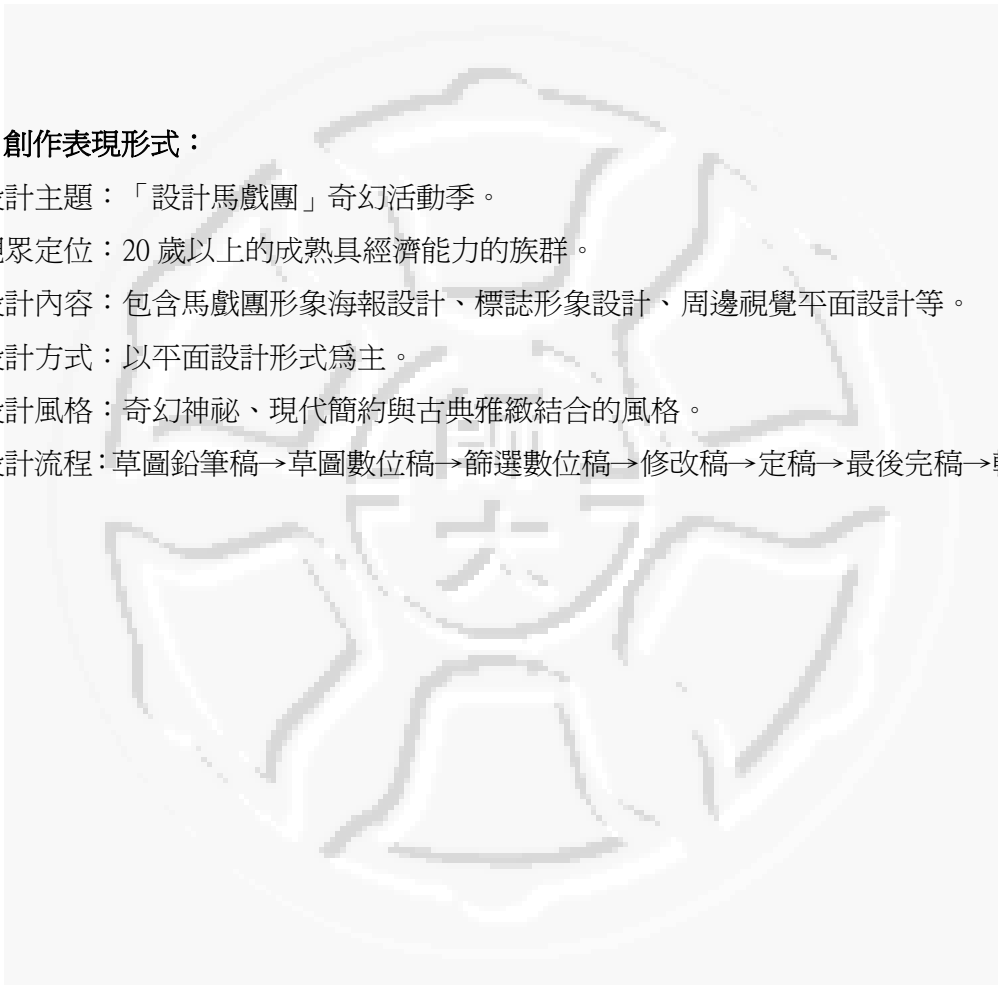 創作表現形式：
計主題：「設計馬戲團」奇幻活動季。
眾定位：20 歲以上的成熟具經濟能力的族群。
計內容：包含馬戲團形象海報設計、標誌形象設計、周邊視覺平面設計等。
計方式：以平面設計形式為主。
計風格：奇幻神祕、現代簡約與古典雅緻結合的風格。
計流程：草圖鉛筆稿→草圖數位稿→篩選數位稿→修改稿→定稿→最後完稿→
師大